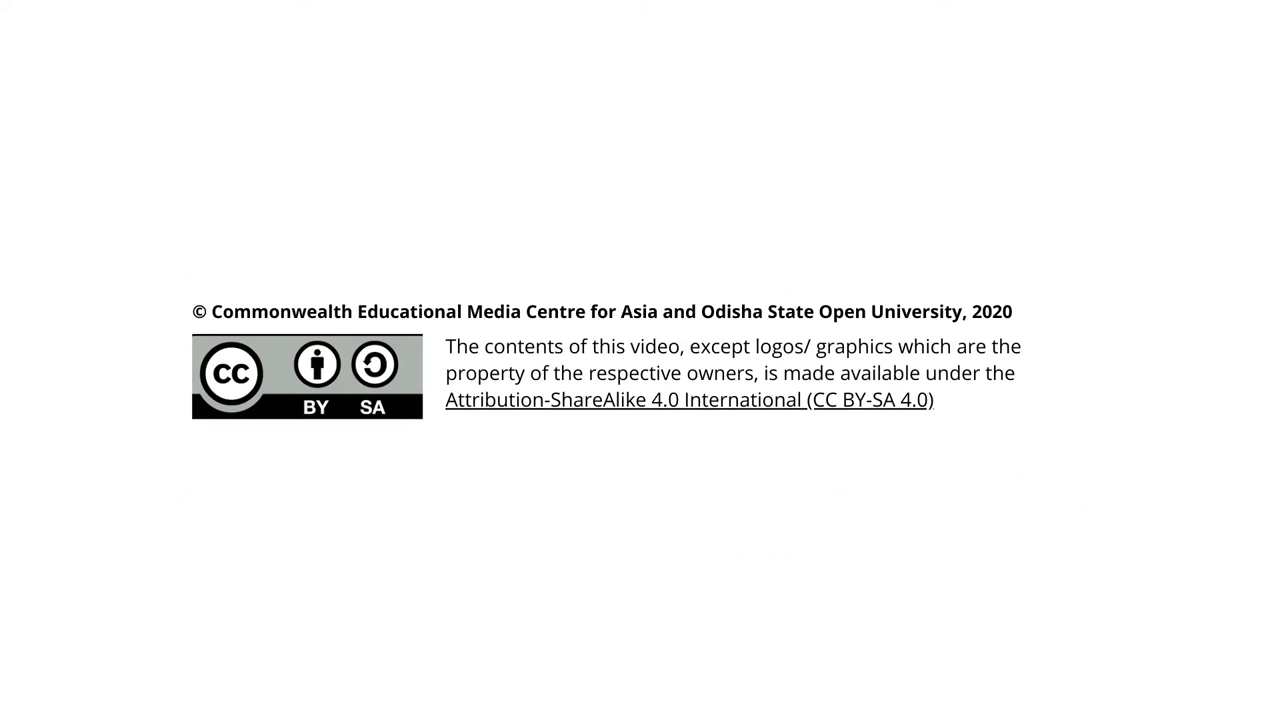 © Commonwealth Educational Media Centre for Asia and Odisha State Open University, 2020
The contents of this video, except logos/ graphics which are the
property of the respective owners, is made available under the
Attribution-ShareAlike 4.0 International (CC BY-SA 4.0)
cc
BY SA